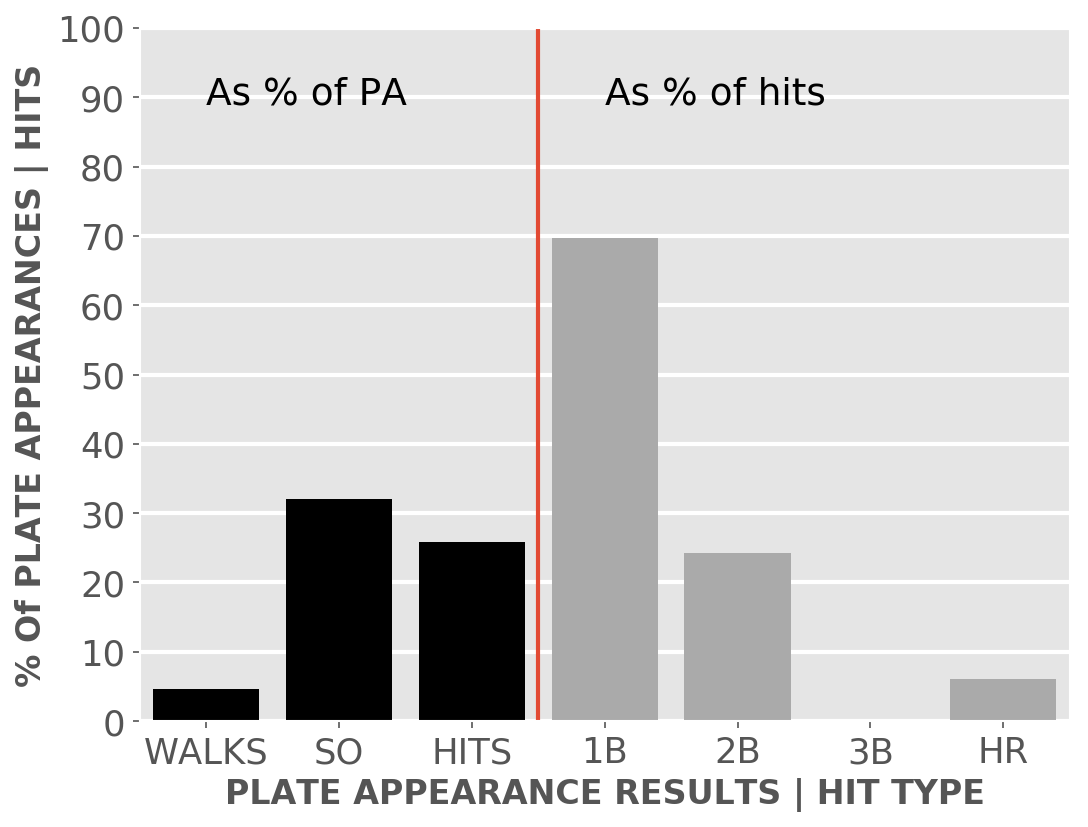 % Of PLATE APPEARANCES | HITS
100
90
80
70
60
50
40
30
20
10
0
As % of PA
As % of hits
WALKS SO HITS 1B 2B 3B HR
PLATE APPEARANCE RESULTS | HIT TYPE